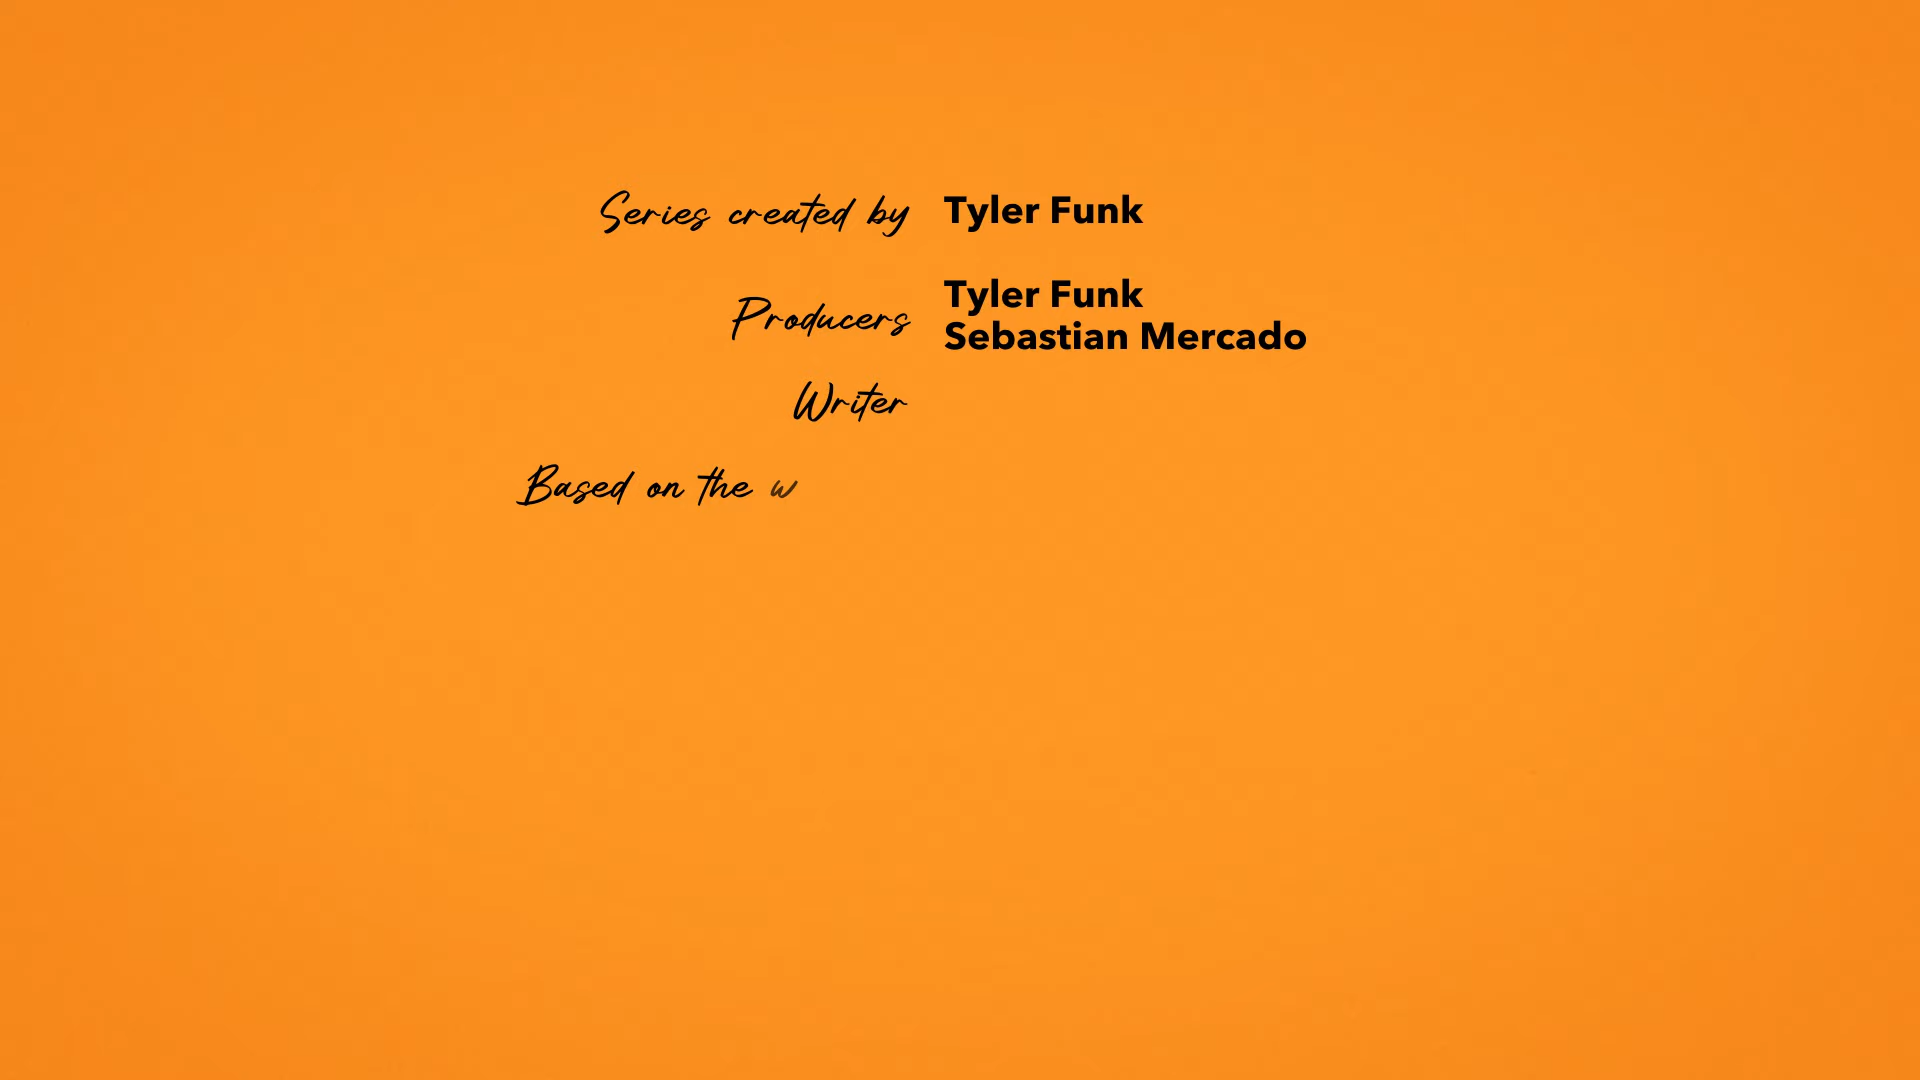 Series created by Tyler Funk
Producers Tyler Funk
Sebastian Mercado
Writer
Based on the w